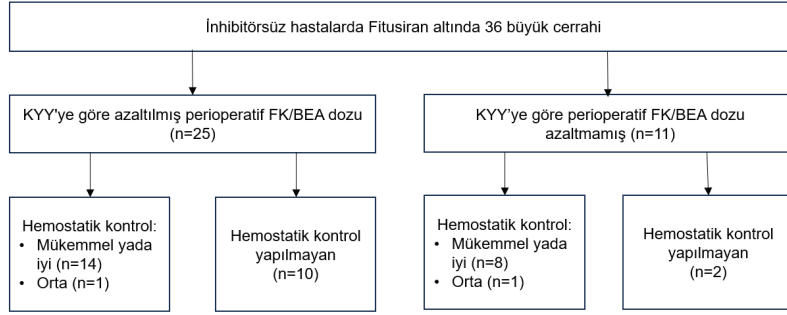 İnhibitörsüz hastalarda Fitusiran altında 36 büyük cerrahi
KYY'ye göre azaltılmış perioperatif FK/BEA dozu
(n=25)
KYY'ye göre perioperatif FK/BEA dozu
azaltmamış (n=11)
Hemostatik kontrol:
• Mükemmel yada
iyi (n=14)
• Orta (n=1)
Hemostatik kontrol
yapılmayan
(n=10)
Hemostatik kontrol:
• Mükemmel yada
iyi (n=8)
• Orta (n=1)
Hemostatik kontrol
yapılmayan
(n=2)